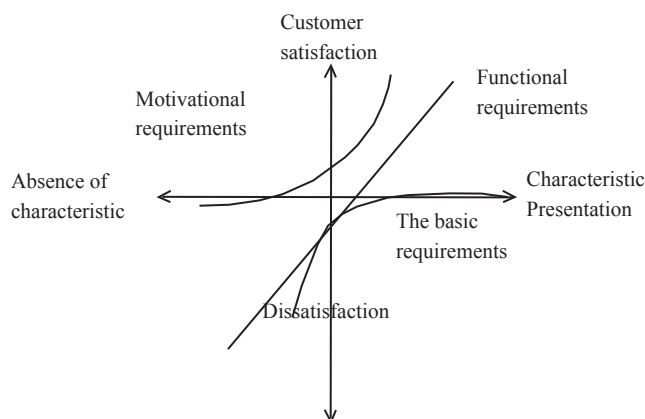 Customer
satisfaction
Functional
requirements
Motivational
requirements
Absence of
characteristic
Characteristic
Presentation
The basic
requirements
Dissatisfaction